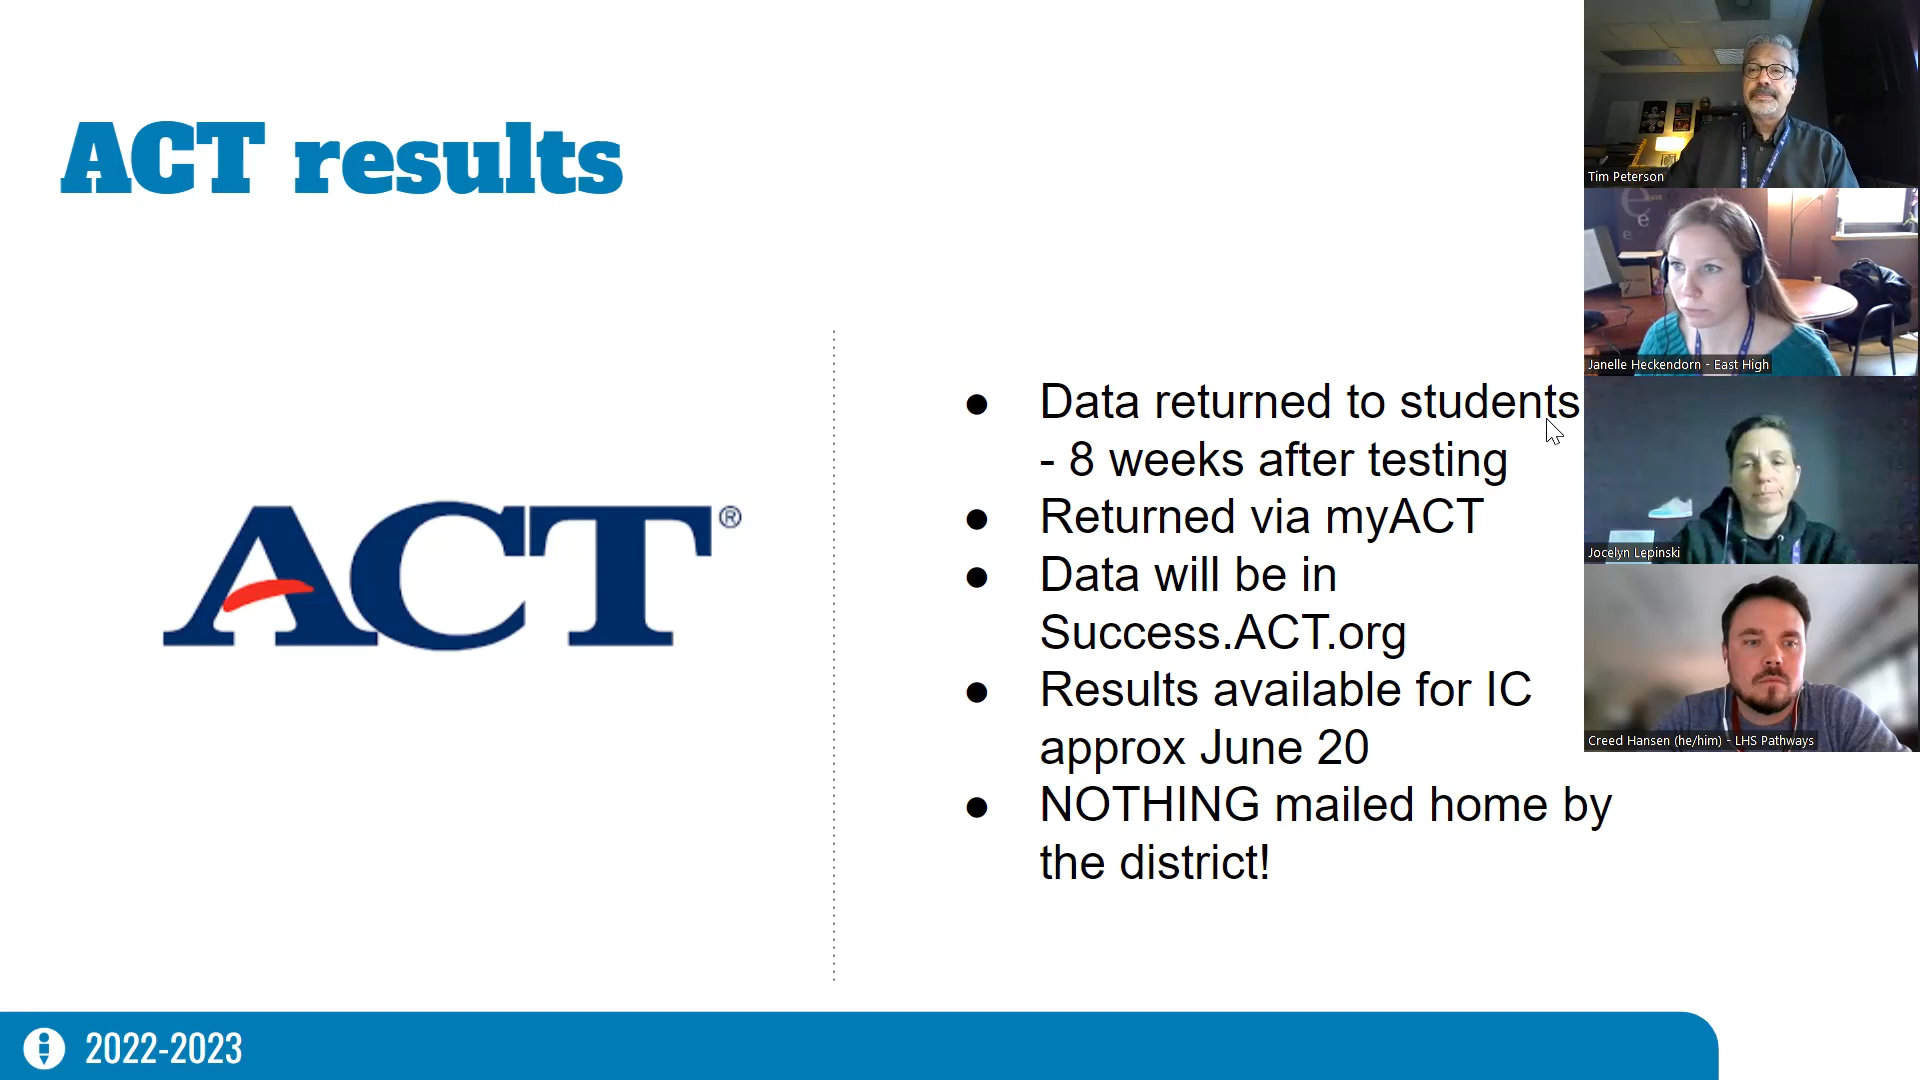 ACT results
ACT®
● Data returned to students
- 8 weeks after testing
● Returned via myACT
● Data will be in
Success.ACT.org
● Results available for IC
approx June 20
● NOTHING mailed home by
the district!
2022-2023
Tim Peterson
Janelle Heckendorn - East High
Jocelyn Lepinski
Creed Hansen (he/him) - LHS Pathways